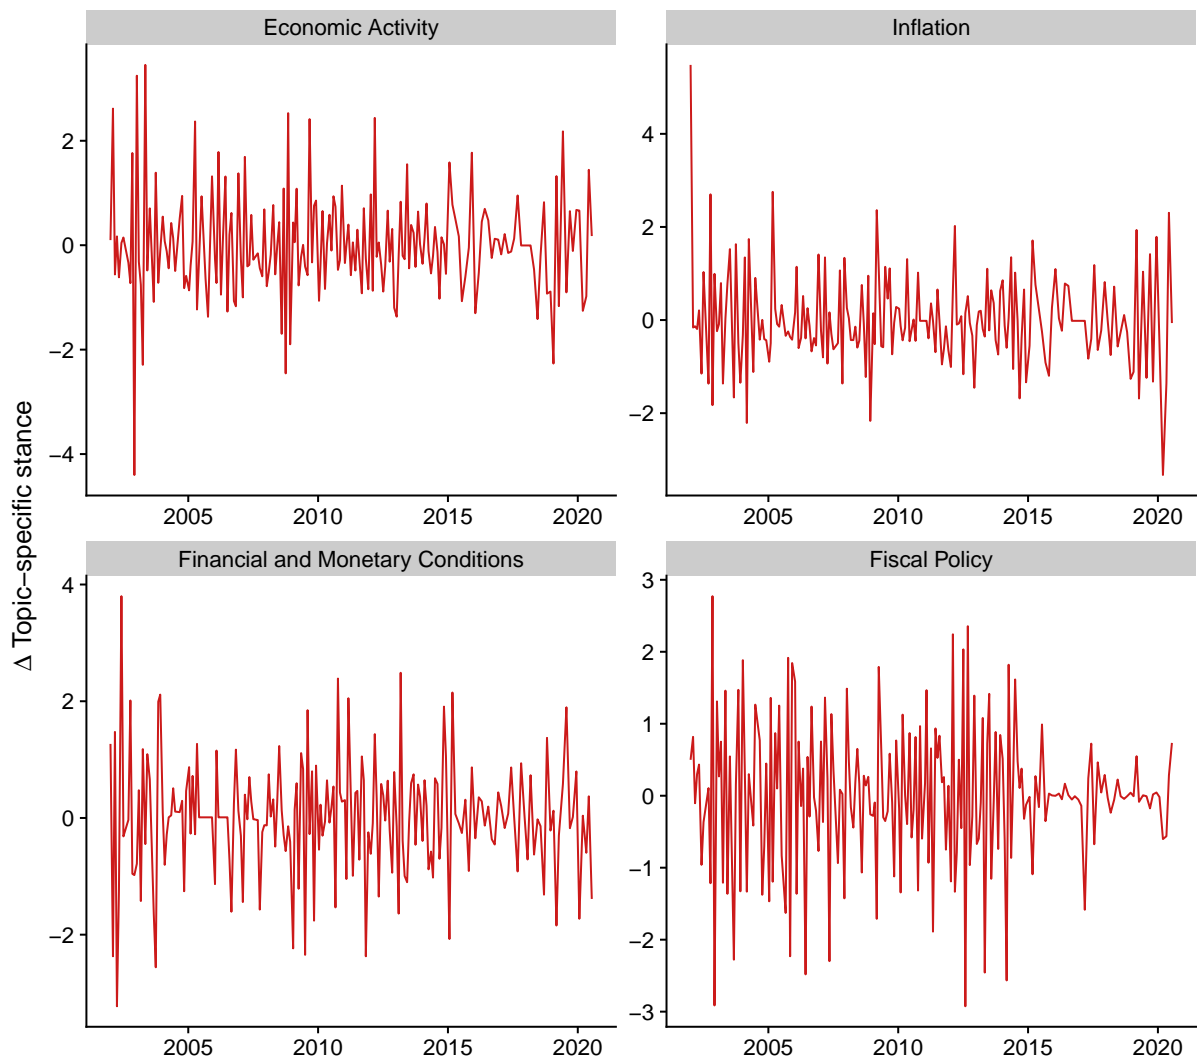 Δ Topic−specific stance
Economic Activity
2
0
−2
−4
2005 2010 2015 2020
Inflation
4
2
0
−2
2005 2010 2015 2020
Financial and Monetary Conditions
4
2
0
−2
2005 2010 2015 2020
Fiscal Policy
3
2
1
0
−1
−2
−3
2005 2010 2015 2020